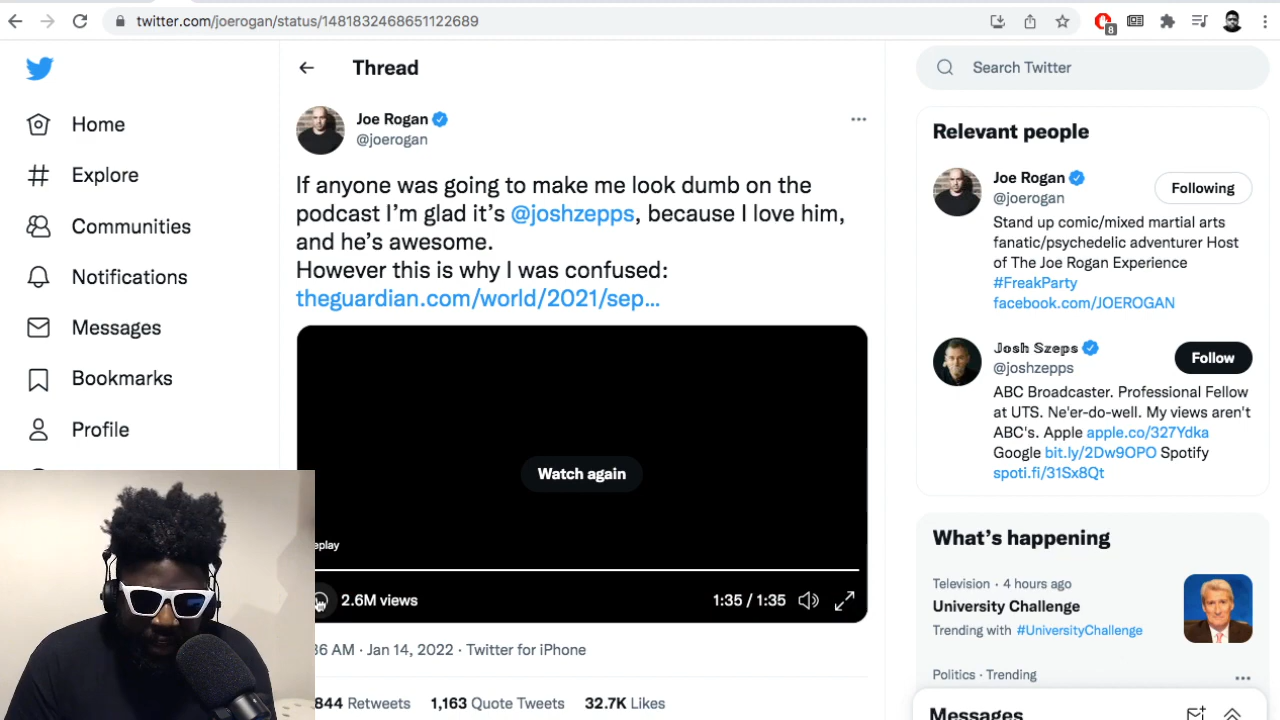 twitter.com/joerogan/status/1481832468651122689
8
Home
Explore
Communities
Notifications
Messages
Bookmarks
Profile
Thread
Joe Rogan
@joerogan
If anyone was going to make me look dumb on the
podcast I’m glad it’s @joshzepps, because I love him,
and he’s awesome.
However this is why I was confused:
theguardian.com/world/2021/sep…
Watch again
eplay
2.6M views
1:35 / 1:35
36 AM · Jan 14, 2022 · Twitter for iPhone
844 Retweets 1,163 Quote Tweets 32.7K Likes
Search Twitter
Relevant people
Joe Rogan
@joerogan
Following
Stand up comic/mixed martial arts
fanatic/psychedelic adventurer Host
of The Joe Rogan Experience
#FreakParty
facebook.com/JOEROGAN
Josh Szeps
@joshzepps
Follow
ABC Broadcaster. Professional Fellow
at UTS. Ne'er-do-well. My views aren't
ABC's. Apple apple.co/327Ydka
Google bit.ly/2Dw9OPO Spotify
spoti.fi/31Sx8Qt
What’s happening
Television · 4 hours ago
University Challenge
Trending with #UniversityChallenge
Politics · Trending
Messages